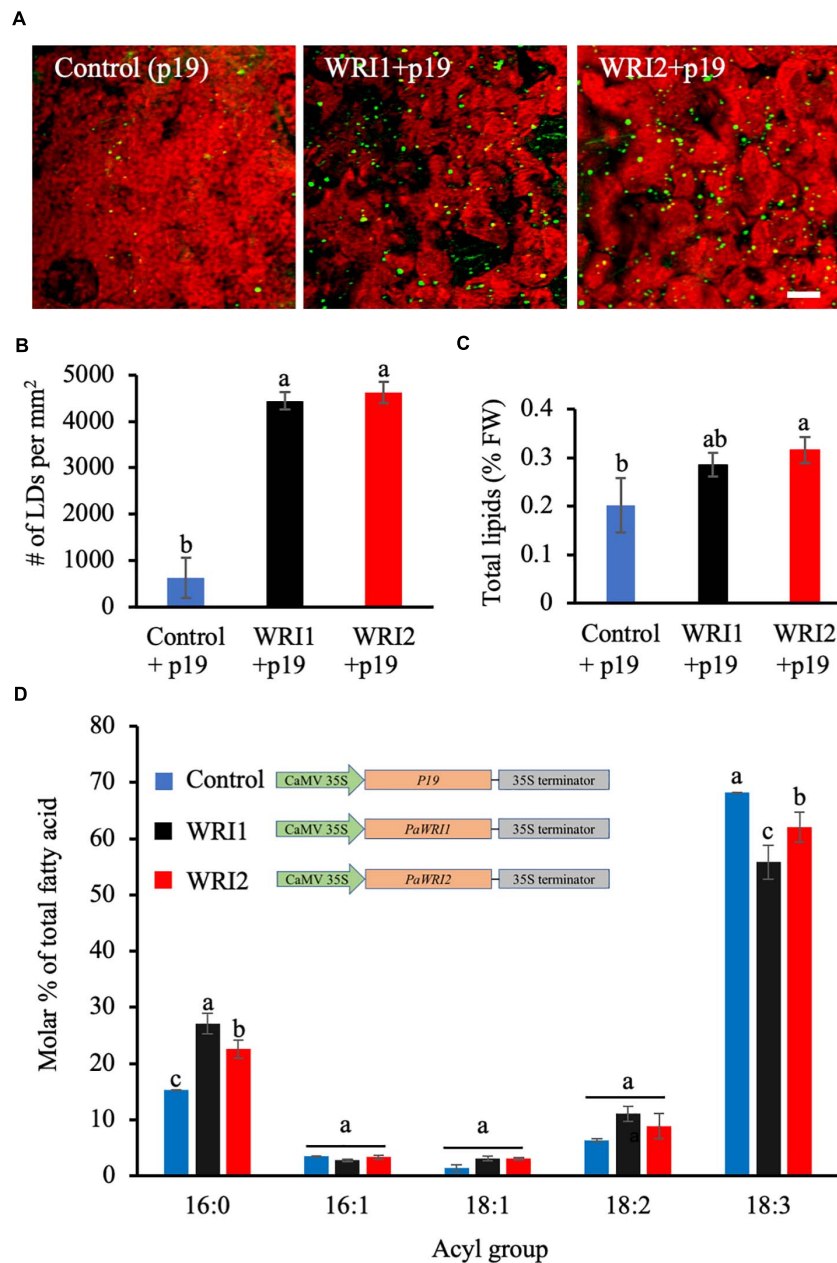 A
Control (p19)
WRI1+p19
WRI2+p19
B
# of LDs per mm²
5000
4000
3000
2000
1000
0
b
a
a
Control
+ p19
WRI1
+p19
WRI2
+p19
C
Total lipids (% FW)
0.4
0.3
0.2
0.1
0
b
ab
a
Control
+ p19
WRI1
+p19
WRI2
+p19
D
Molar % of total fatty acid
80
70
60
50
40
30
20
10
0
Control
CaMV 35S
P19
35S terminator
WRI1
CaMV 35S
PaWRI1
35S terminator
WRI2
CaMV 35S
PaWRI2
35S terminator
c
a
b
a
a
a
a
a
c
b
16:0
16:1
18:1
18:2
18:3
Acyl group